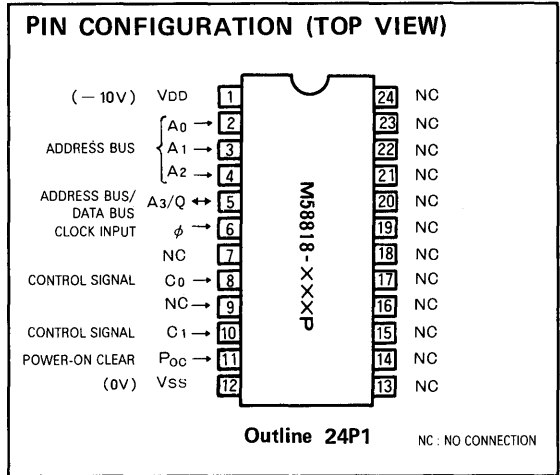 PIN CONFIGURATION (TOP VIEW)
(－10V) VDD 1 24 NC
A0 → 2 23 NC
ADDRESS BUS A1 → 3 22 NC
A2 → 4 21 NC
ADDRESS BUS/
DATA BUS
A3/Q ↔ 5 20 NC
CLOCK INPUT φ → 6 19 NC
NC 7 18 NC
CONTROL SIGNAL C0 → 8 17 NC
NC → 9 16 NC
CONTROL SIGNAL C1 → 10 15 NC
POWER-ON CLEAR POC → 11 14 NC
(0V) VSS 12 13 NC
M58818-XXXP
Outline 24P1
NC : NO CONNECTION